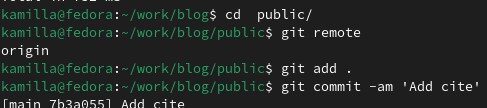 kamilla@fedora:~/work/blog$ cd  public/
kamilla@fedora:~/work/blog/public$ git remote
origin
kamilla@fedora:~/work/blog/public$ git add .
kamilla@fedora:~/work/blog/public$ git commit -am 'Add cite'
[main 7b3a055] Add cite